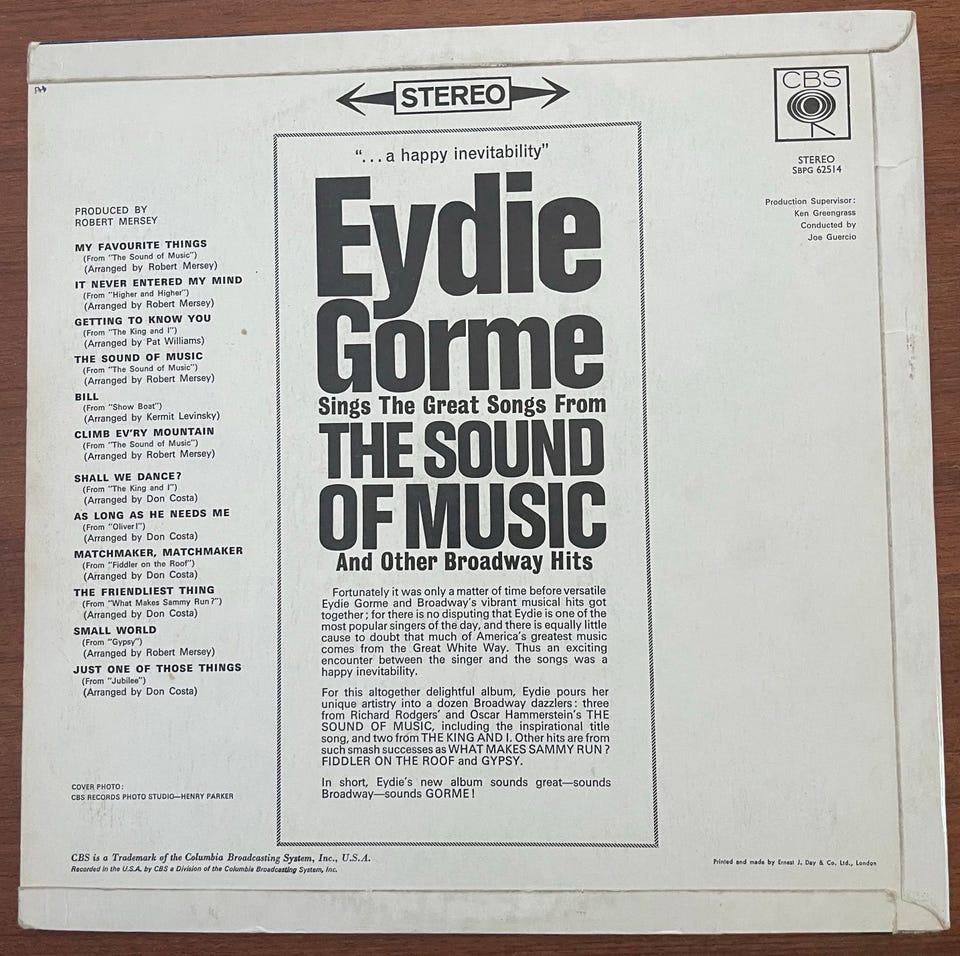 STEREO
CBS
STEREO
SBPG 62514
Production Supervisor:
Ken Greengrass
Conducted by
Joe Guercio
PRODUCED BY
ROBERT MERSEY
MY FAVOURITE THINGS
(From "The Sound of Music")
(Arranged by Robert Mersey)
IT NEVER ENTERED MY MIND
(From "Higher and Higher")
(Arranged by Robert Mersey)
GETTING TO KNOW YOU
(From "The King and I")
(Arranged by Pat Williams)
THE SOUND OF MUSIC
(From "The Sound of Music")
(Arranged by Robert Mersey)
BILL
(From "Show Boat")
(Arranged by Kermit Levinsky)
CLIMB EV'RY MOUNTAIN
(From "The Sound of Music")
(Arranged by Robert Mersey)
SHALL WE DANCE?
(From "The King and I")
(Arranged by Don Costa)
AS LONG AS HE NEEDS ME
(From "Oliver!")
(Arranged by Don Costa)
MATCHMAKER, MATCHMAKER
(From "Fiddler on the Roof")
(Arranged by Don Costa)
THE FRIENDLIEST THING
(From "What Makes Sammy Run?")
(Arranged by Don Costa)
SMALL WORLD
(From "Gypsy")
(Arranged by Robert Mersey)
JUST ONE OF THOSE THINGS
(From "Jubilee")
(Arranged by Don Costa)
COVER PHOTO:
CBS RECORDS PHOTO STUDIO—HENRY PARKER
"...a happy inevitability"
Eydie
Gorme
Sings The Great Songs From
THE SOUND
OF MUSIC
And Other Broadway Hits
Fortunately it was only a matter of time before versatile
Eydie Gorme and Broadway's vibrant musical hits got
together; for there is no disputing that Eydie is one of the
most popular singers of the day, and there is equally little
cause to doubt that much of America's greatest music
comes from the Great White Way. Thus an exciting
encounter between the singer and the songs was a
happy inevitability.
For this altogether delightful album, Eydie pours her
unique artistry into a dozen Broadway dazzlers: three
from Richard Rodgers' and Oscar Hammerstein's THE
SOUND OF MUSIC, including the inspirational title
song, and two from THE KING AND I. Other hits are from
such smash successes as WHAT MAKES SAMMY RUN?
FIDDLER ON THE ROOF and GYPSY.
In short, Eydie's new album sounds great—sounds
Broadway—sounds GORME!
CBS is a Trademark of the Columbia Broadcasting System, Inc., U.S.A.
Recorded in the U.S.A. by CBS a Division of the Columbia Broadcasting System, Inc.
Printed and made by Ernest J. Day & Co. Ltd., London